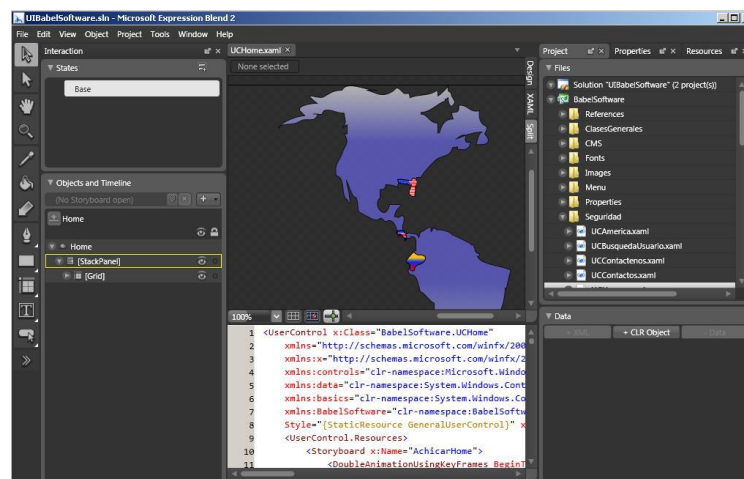 UIBabelSoftware.sln - Microsoft Expression Blend 2
File Edit View Object Project Tools Window Help
Interaction
States
Base
Objects and Timeline
(No Storyboard open)
Home
Home
[StackPanel]
[Grid]
UCHome.xaml
None selected
Design
XAML
Split
100%
1 <UserControl x:Class="BabelSoftware.UCHome"
2 xmlns="http://schemas.microsoft.com/winfx/200
3 xmlns:x="http://schemas.microsoft.com/winfx/2
4 xmlns:controls="clr-namespace:Microsoft.Windo
5 xmlns:data="clr-namespace:System.Windows.Cont
6 xmlns:basics="clr-namespace:System.Windows.Co
7 xmlns:BabelSoftware="clr-namespace:BabelSoftw
8 Style="{StaticResource GeneralUserControl}" x
9 <UserControl.Resources>
10 <Storyboard x:Name="AchicarHome">
11 <DoubleAnimationUsingKeyFrames BeginT
Project Properties Resources
Files
Solution "UIBabelSoftware" (2 project(s))
BabelSoftware
References
ClasesGenerales
CMS
Fonts
Images
Menu
Properties
Seguridad
UCAmerica.xaml
UCBusquedaUsuario.xaml
UCContactenos.xaml
UCContactos.xaml
Data
+ XML + CLR Object - Data